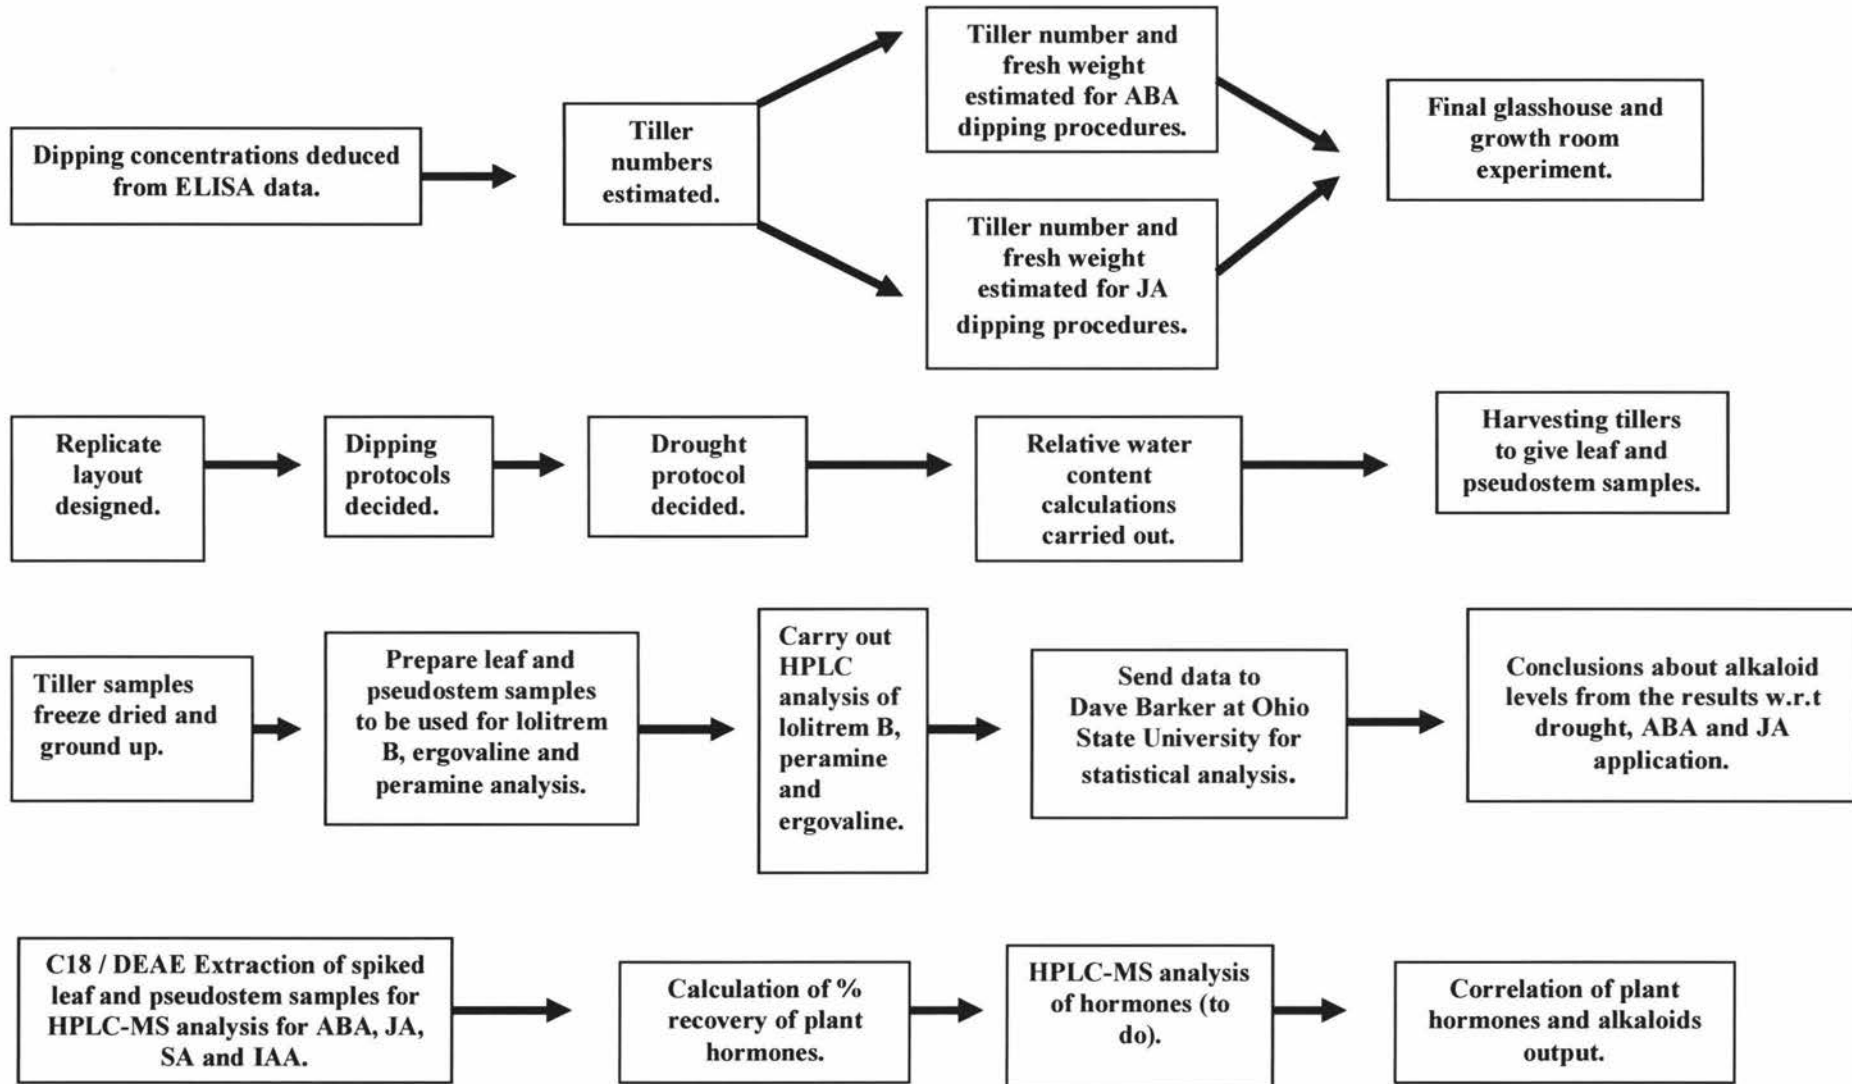 Dipping concentrations deduced
from ELISA data.
Tiller
numbers
estimated.
Tiller number and
fresh weight
estimated for ABA
dipping procedures.
Tiller number and
fresh weight
estimated for JA
dipping procedures.
Final glasshouse and
growth room
experiment.
Replicate
layout
designed.
Dipping
protocols
decided.
Drought
protocol
decided.
Relative water
content
calculations
carried out.
Harvesting tillers
to give leaf and
pseudostem samples.
Tiller samples
freeze dried and
ground up.
Prepare leaf and
pseudostem samples
to be used for lolitrem
B, ergovaline and
peramine analysis.
Carry out
HPLC
analysis of
lolitrem B,
peramine
and
ergovaline.
Send data to
Dave Barker at Ohio
State University for
statistical analysis.
Conclusions about alkaloid
levels from the results w.r.t
drought, ABA and JA
application.
C18 / DEAE Extraction of spiked
leaf and pseudostem samples for
HPLC-MS analysis for ABA, JA,
SA and IAA.
Calculation of %
recovery of plant
hormones.
HPLC-MS analysis
of hormones (to
do).
Correlation of plant
hormones and alkaloids
output.